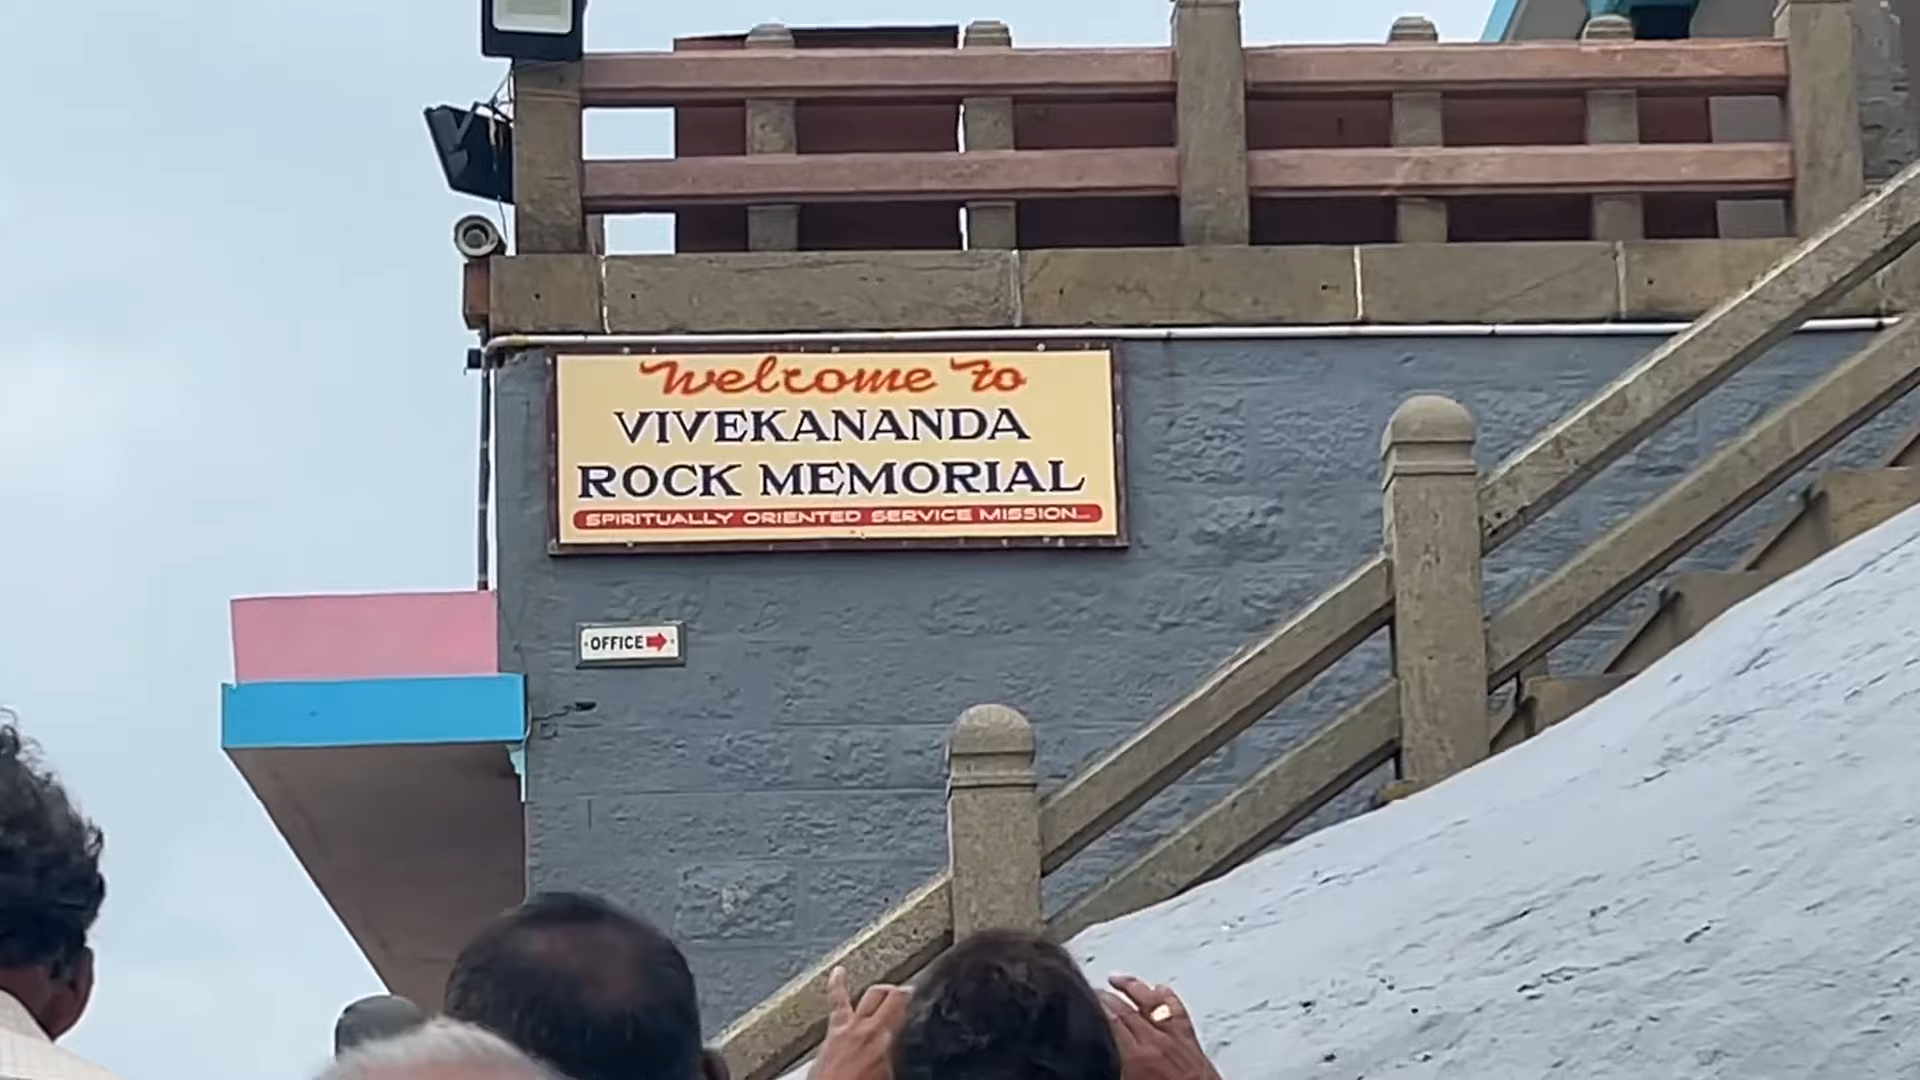 Welcome To
VIVEKANANDA
ROCK MEMORIAL
SPIRITUALLY ORIENTED SERVICE MISSION...
OFFICE